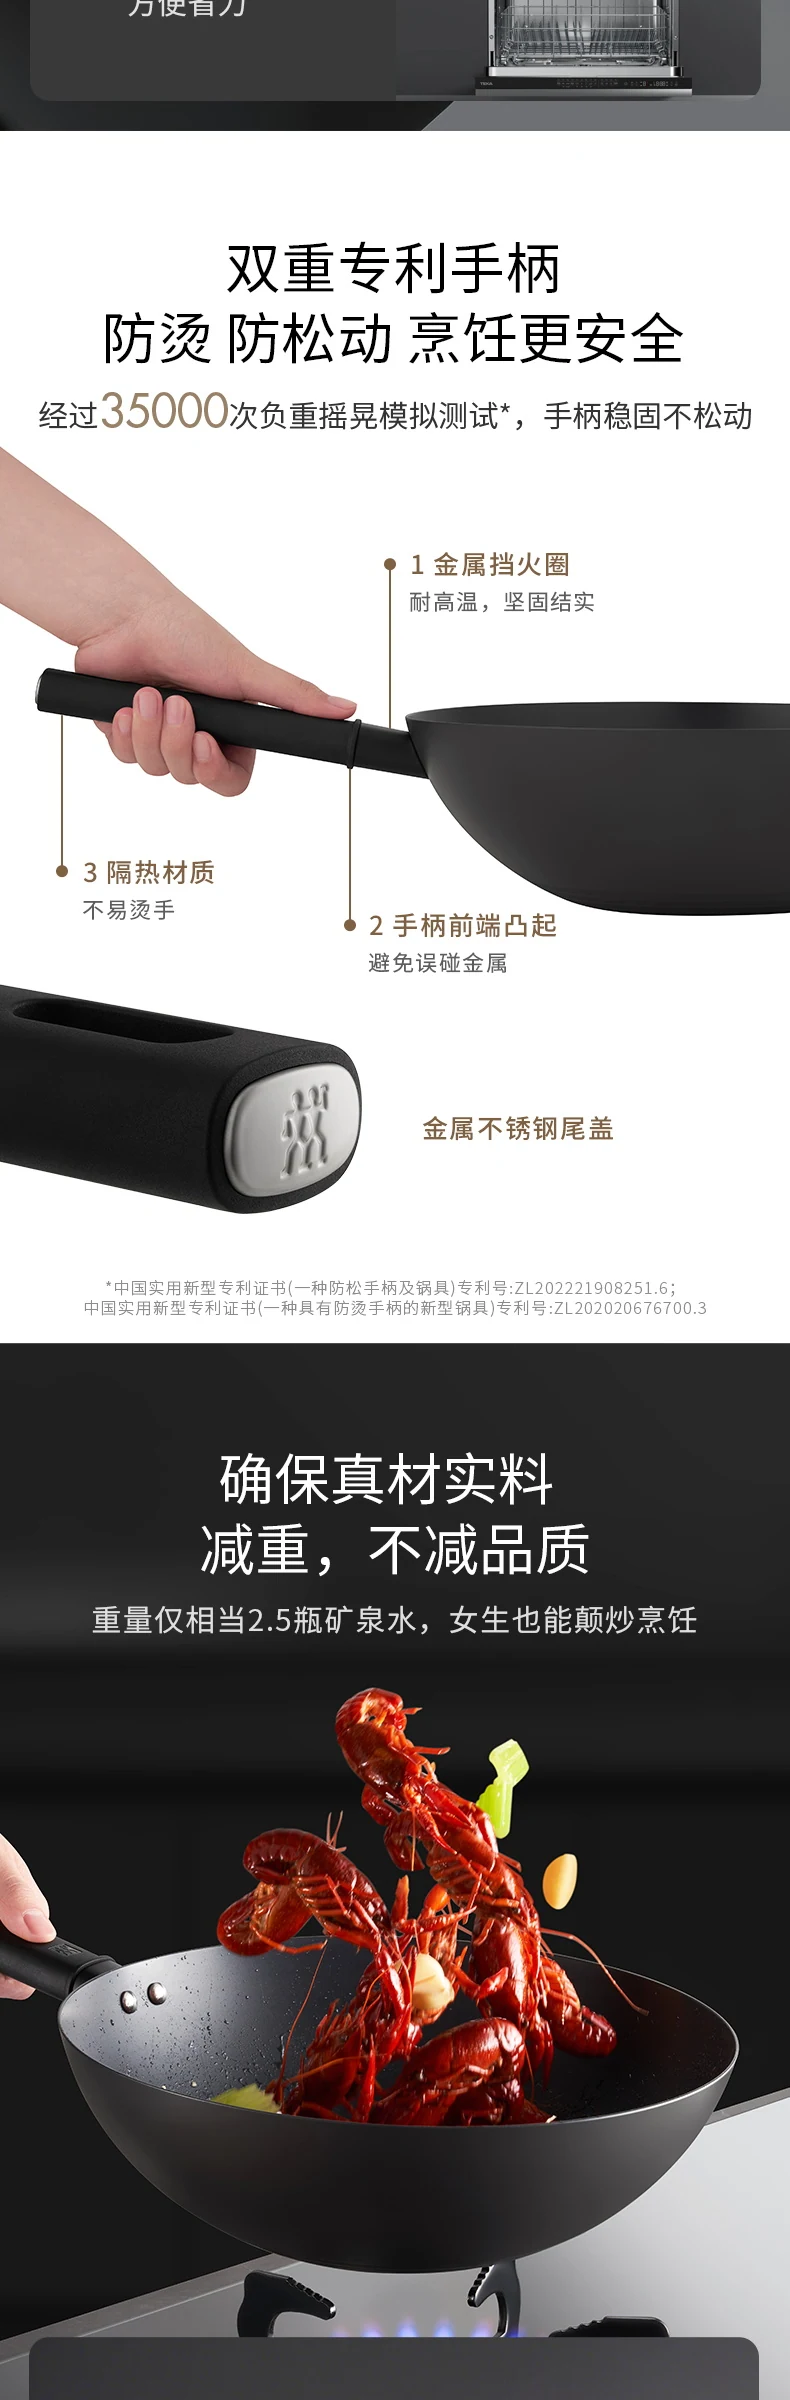 方便省力
双重专利手柄
防烫 防松动 烹饪更安全
经过35000次负重摇晃模拟测试*，手柄稳固不松动
1 金属挡火圈
耐高温，坚固结实
3 隔热材质
不易烫手
2 手柄前端凸起
避免误碰金属
金属不锈钢尾盖
*中国实用新型专利证书(一种防松手柄及锅具)专利号:ZL202221908251.6；
中国实用新型专利证书(一种具有防烫手柄的新型锅具)专利号:ZL202020676700.3
确保真材实料
减重，不减品质
重量仅相当2.5瓶矿泉水，女生也能颠炒烹饪